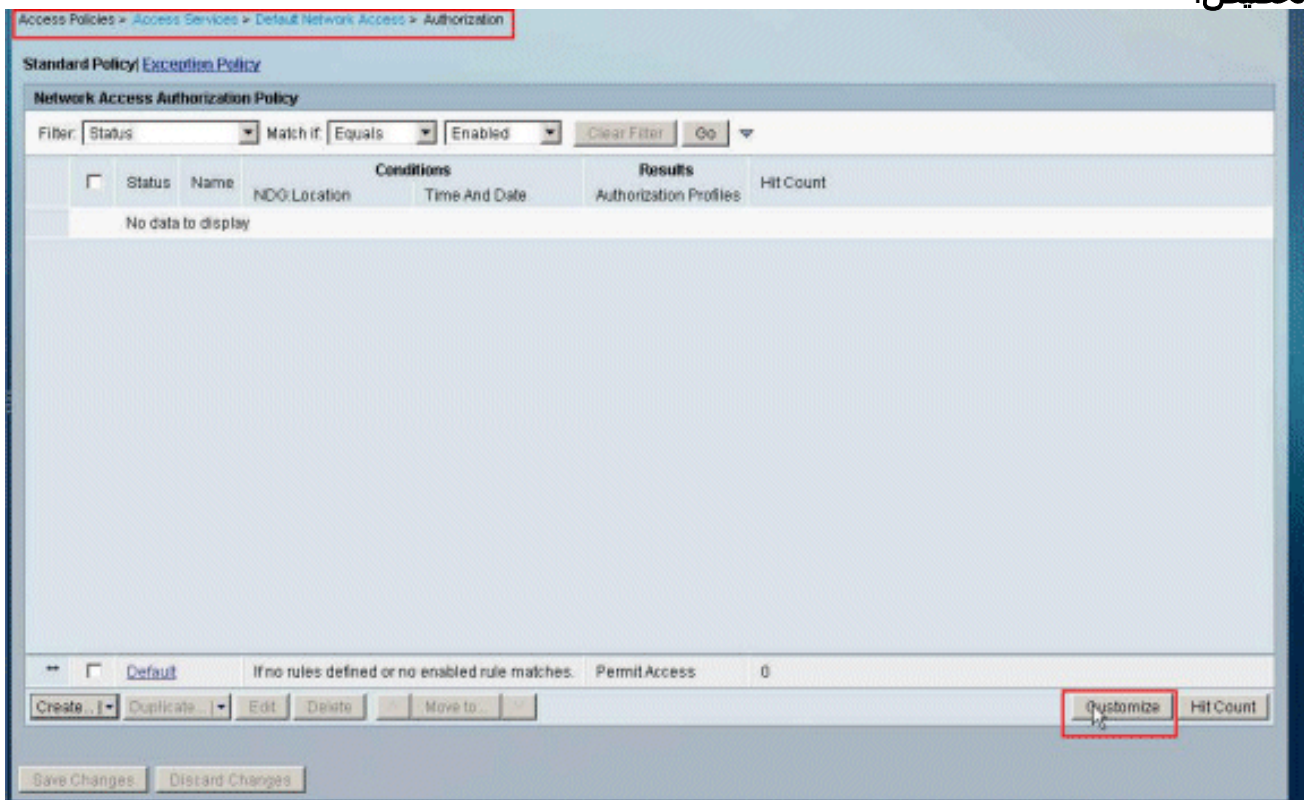 تخصيص.
Access Policies > Access Services > Default Network Access > Authorization
Standard Policy| Exception Policy
Network Access Authorization Policy
Filter: Status Match if: Equals Enabled Clear Filter Go
Conditions Results
Status Name NDG:Location Time And Date Authorization Profiles Hit Count
No data to display
** Default If no rules defined or no enabled rule matches. Permit Access 0
Create... Duplicate... Edit Delete Move to... Customize Hit Count
Save Changes Discard Changes